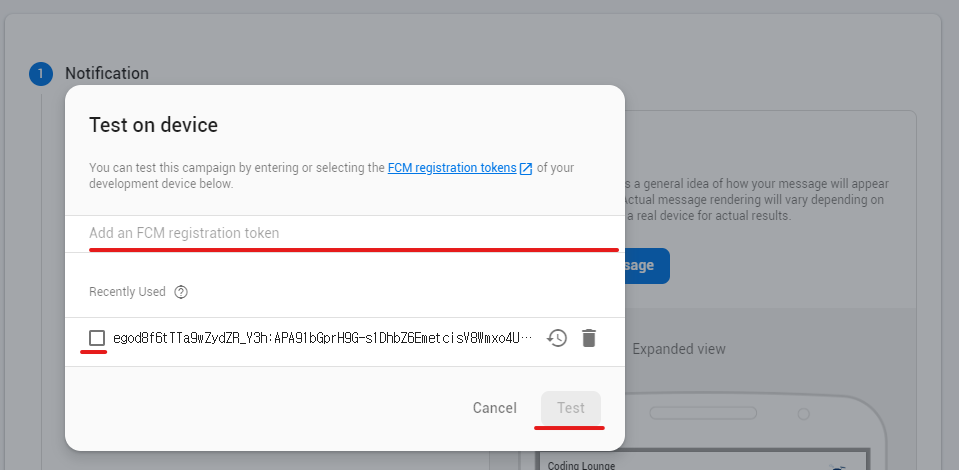 1 Notification
Test on device
You can test this campaign by entering or selecting the FCM registration tokens of your
development device below.
s a general idea of how your message will appear
Actual message rendering will vary depending on
a real device for actual results.
Add an FCM registration token
sage
Recently Used
egod8f6tTTa9wZydZR_Y3h:APA91bGprH9G-s1DhbZ6EmetcisV8Wmxo4U…
Expanded view
Cancel
Test
Coding Lounge